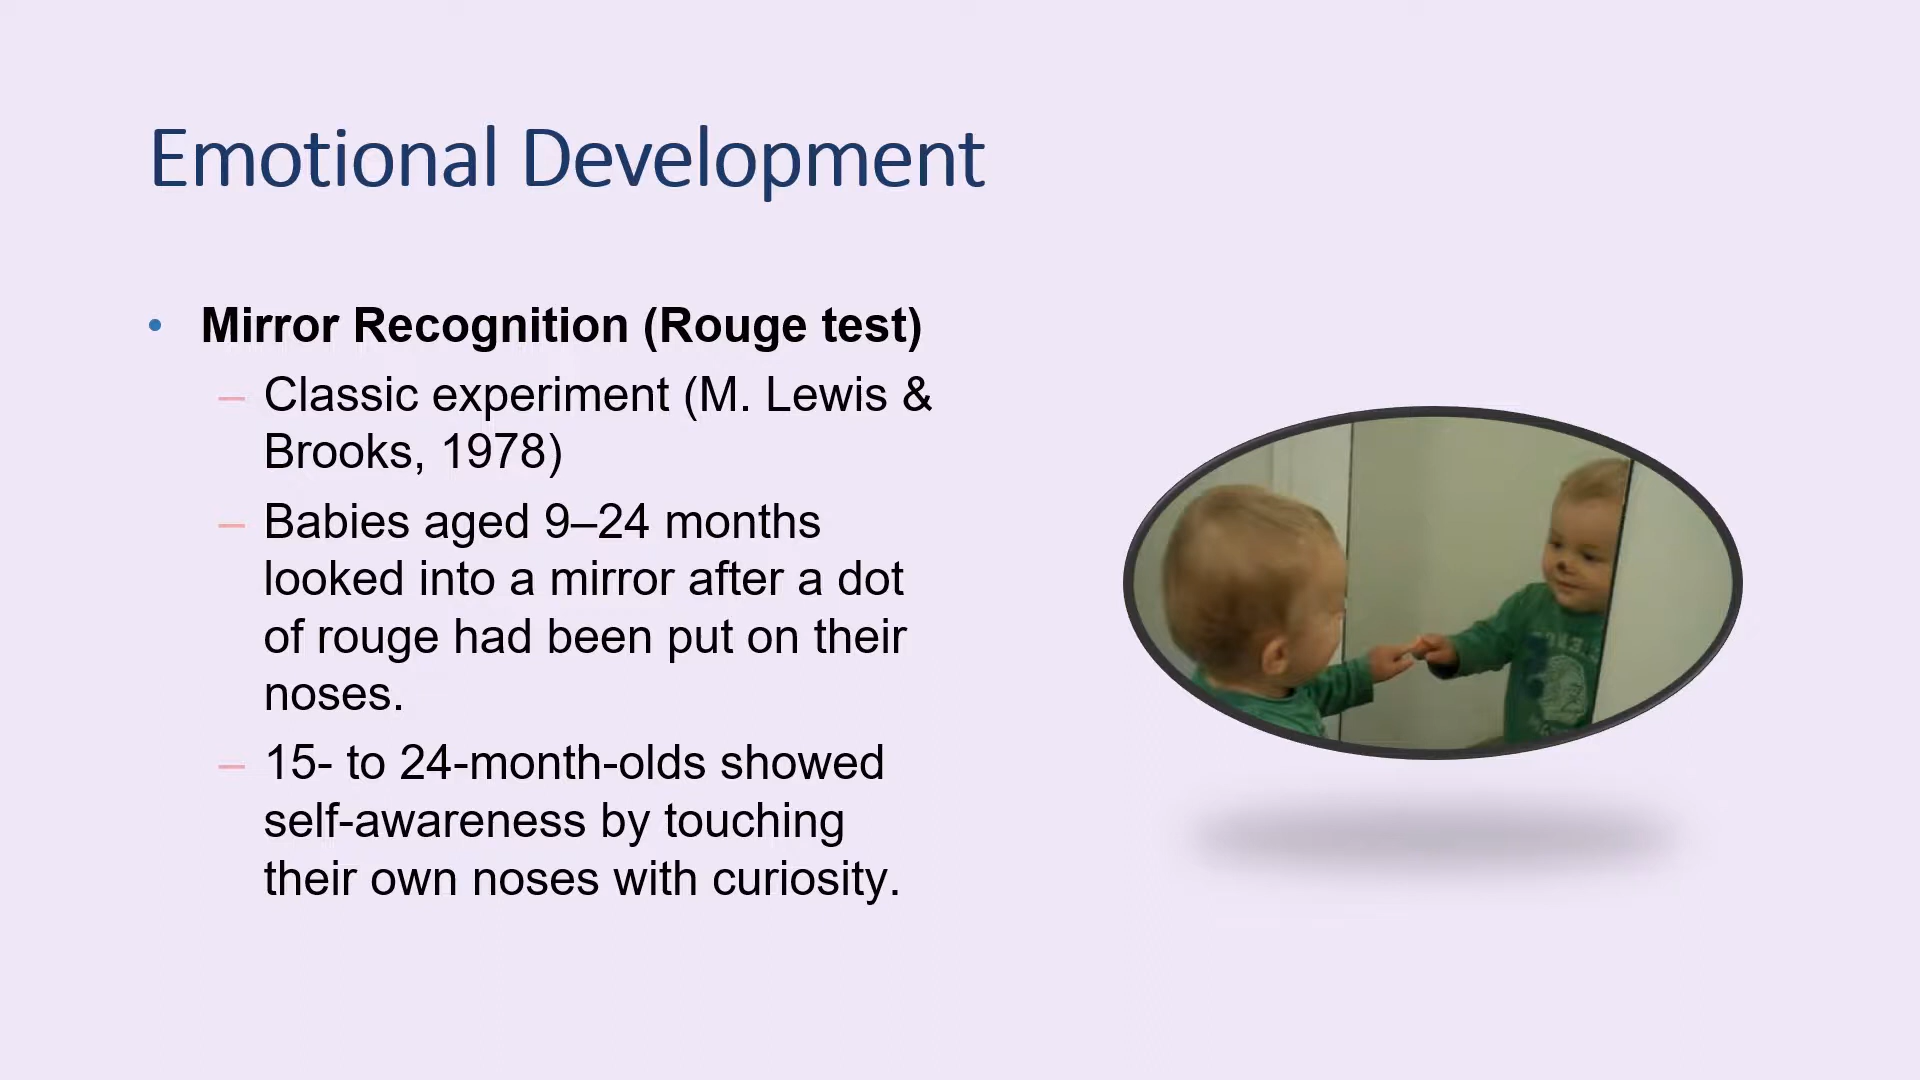 Emotional Development
• Mirror Recognition (Rouge test)
– Classic experiment (M. Lewis &
Brooks, 1978)
– Babies aged 9–24 months
looked into a mirror after a dot
of rouge had been put on their
noses.
– 15- to 24-month-olds showed
self-awareness by touching
their own noses with curiosity.